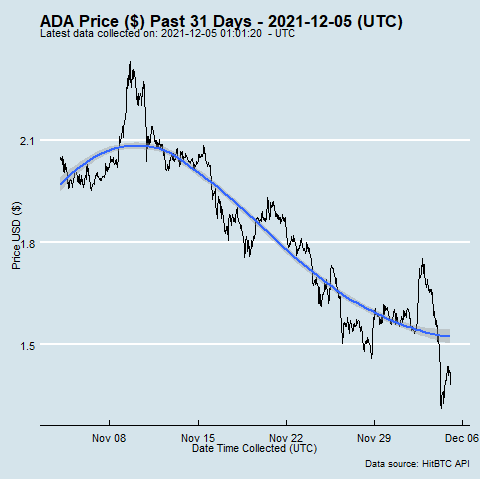 ADA Price ($) Past 31 Days - 2021-12-05 (UTC)
Latest data collected on: 2021-12-05 01:01:20 - UTC
2.1
1.8
1.5
Price USD ($)
Nov 08 Nov 15 Nov 22 Nov 29 Dec 06
Date Time Collected (UTC)
Data source: HitBTC API